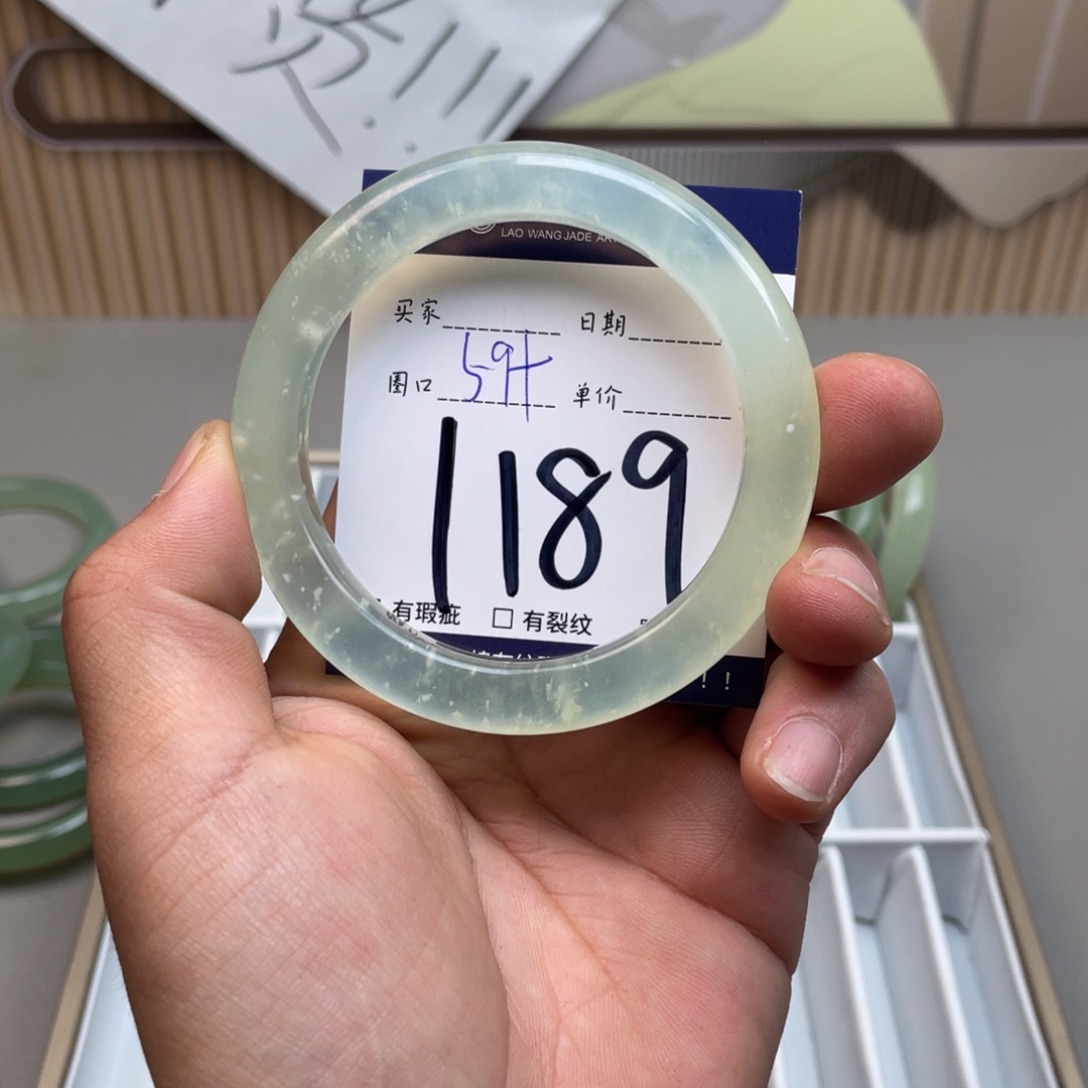 LAO WANG JADE AR
买家 日期
圈口 59+ 单价
1189
有瑕疵 □ 有裂纹
!!